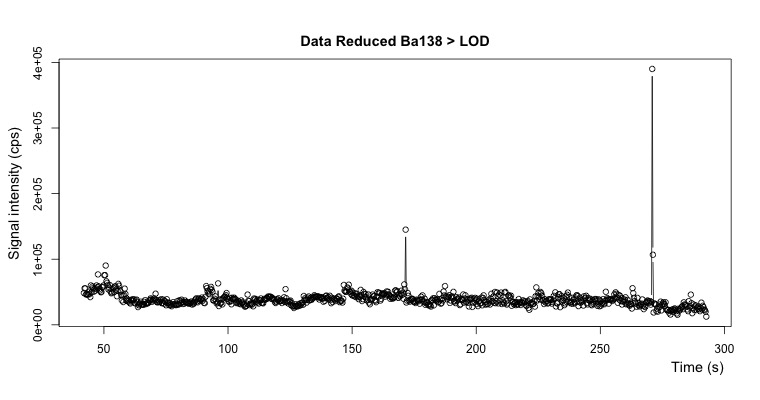 Data Reduced Ba138 > LOD
Signal intensity (cps)
4e+05
3e+05
2e+05
1e+05
0e+00
50 100 150 200 250 300
Time (s)